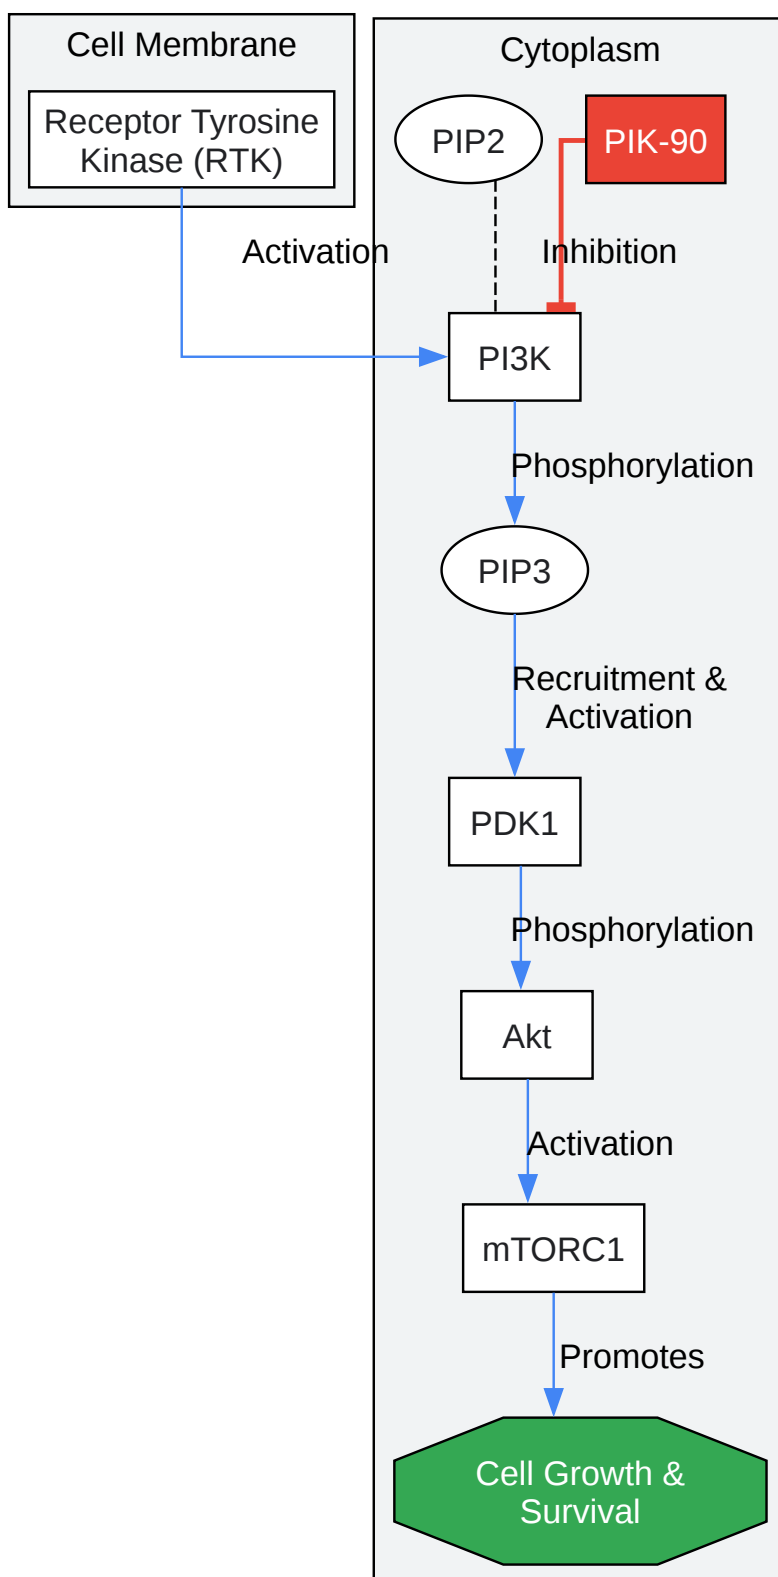 Cell Membrane
Receptor Tyrosine
Kinase (RTK)
Cytoplasm
PIP2
PIK-90
Activation
Inhibition
PI3K
Phosphorylation
PIP3
Recruitment &
Activation
PDK1
Phosphorylation
Akt
Activation
mTORC1
Promotes
Cell Growth &
Survival